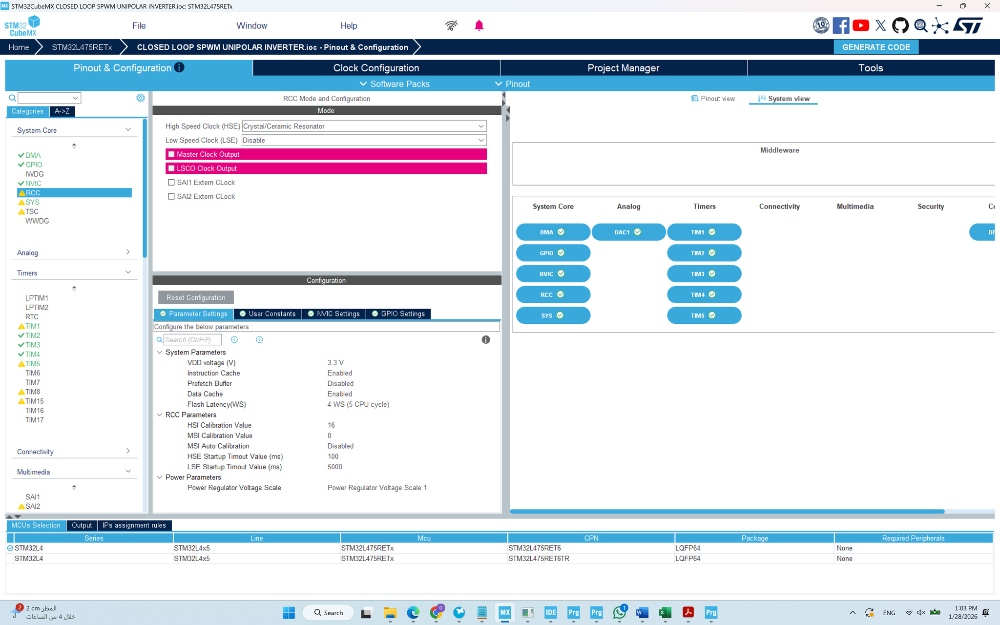 MX STM32CubeMX CLOSED LOOP SPWM UNIPOLAR INVERTER.ioc: STM32L475RETx
STM32
CubeMX
File
Window
Help
10
Home
STM32L475RETx
CLOSED LOOP SPWM UNIPOLAR INVERTER.ioc - Pinout & Configuration
GENERATE CODE
Pinout & Configuration
Clock Configuration
Project Manager
Tools
Software Packs
Pinout
Categories
A->Z
System Core
DMA
GPIO
IWDG
NVIC
RCC
SYS
TSC
WWDG
Analog
Timers
LPTIM1
LPTIM2
RTC
TIM1
TIM2
TIM3
TIM4
TIM5
TIM6
TIM7
TIM8
TIM15
TIM16
TIM17
Connectivity
Multimedia
SAI1
SAI2
RCC Mode and Configuration
Mode
High Speed Clock (HSE) Crystal/Ceramic Resonator
Low Speed Clock (LSE) Disable
Master Clock Output
LSCO Clock Output
SAI1 Extern CLock
SAI2 Extern CLock
Configuration
Reset Configuration
Parameter Settings
User Constants
NVIC Settings
GPIO Settings
Configure the below parameters :
Search (Ctrl+F)
System Parameters
VDD voltage (V) 3.3 V
Instruction Cache Enabled
Prefetch Buffer Disabled
Data Cache Enabled
Flash Latency(WS) 4 WS (5 CPU cycle)
RCC Parameters
HSI Calibration Value 16
MSI Calibration Value 0
MSI Auto Calibration Disabled
HSE Startup Timout Value (ms) 100
LSE Startup Timout Value (ms) 5000
Power Parameters
Power Regulator Voltage Scale Power Regulator Voltage Scale 1
Pinout view
System view
Middleware
System Core Analog Timers Connectivity Multimedia Security Co
DMA DAC1 TIM1 DF
GPIO TIM2
NVIC TIM3
RCC TIM4
SYS TIM5
MCUs Selection
Output
IPs assignment rules
Series Line Mcu CPN Package Required Peripherals
STM32L4 STM32L4x5 STM32L475RETx STM32L475RET6 LQFP64 None
STM32L4 STM32L4x5 STM32L475RETx STM32L475RET6TR LQFP64 None
2
المطر 2 cm
خلال 4 من الساعات
Search
0
MX
IDE
Prg
Prg
1
W
X
Prg
ENG
1:03 PM
1/28/2026